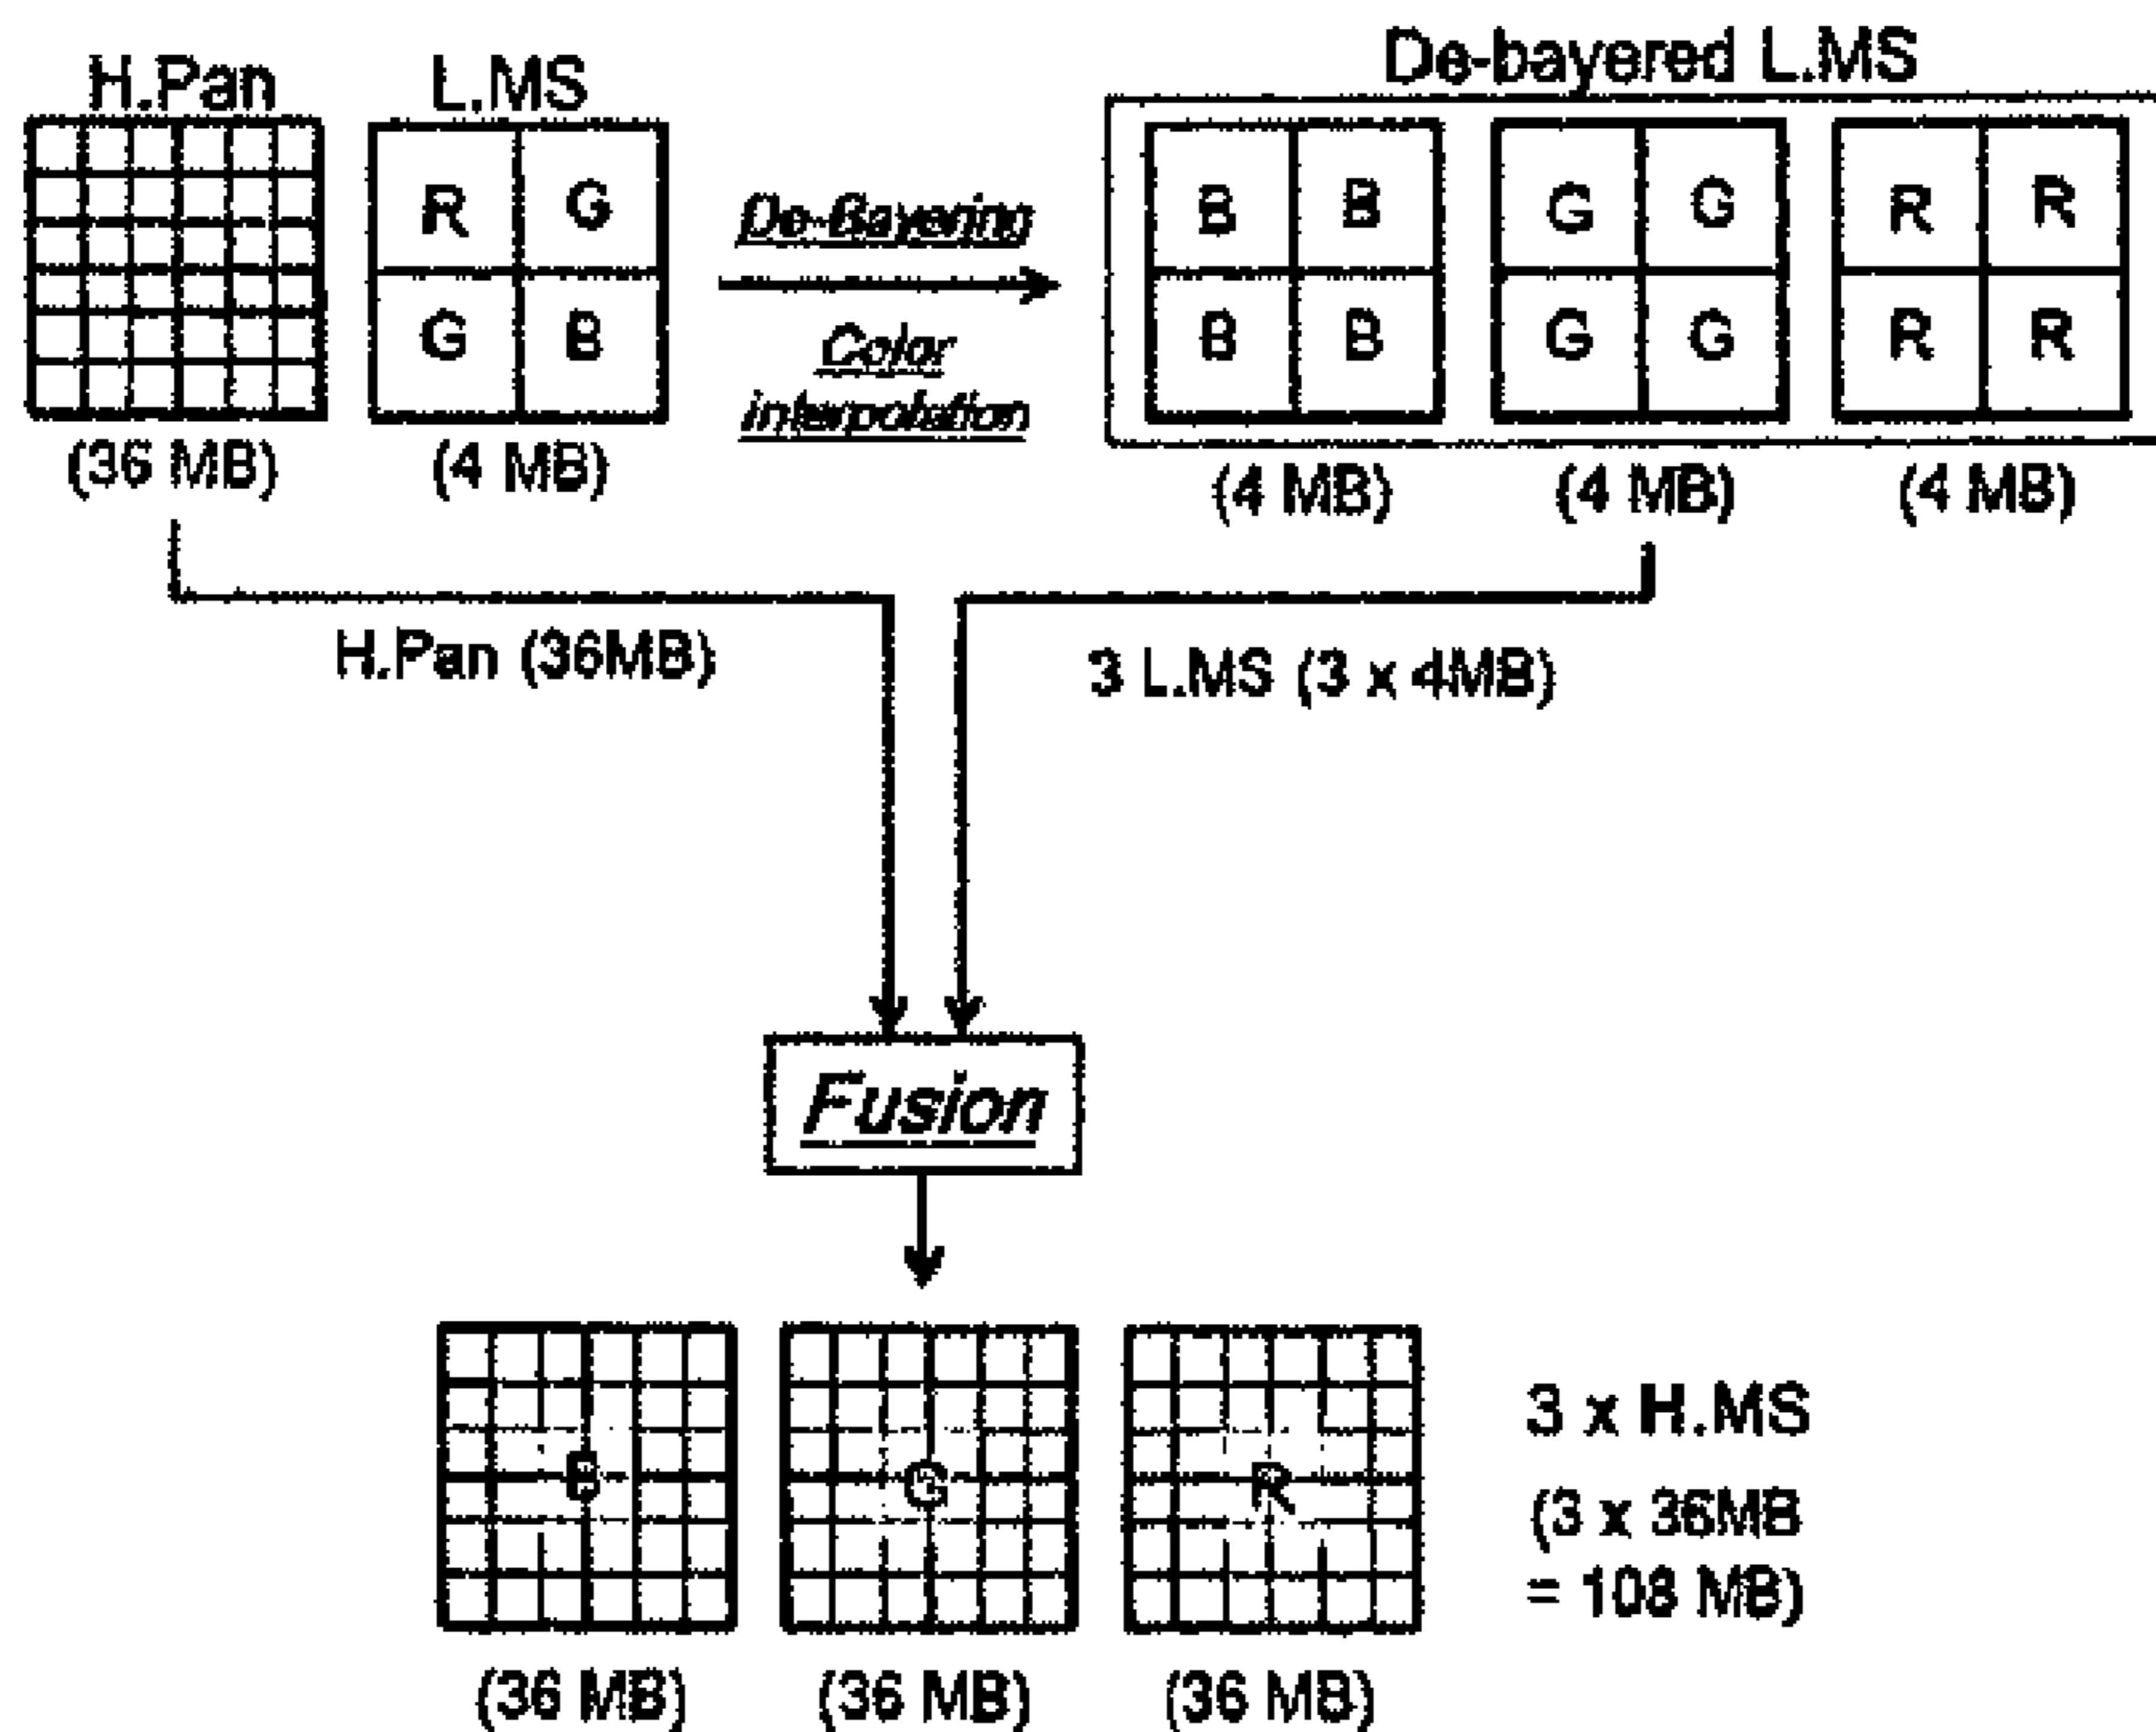 H.Pan
L.MS
De-bayered L.MS
R G
G B
De-Bayering
Color
interpolation
B B
B B
G G
G G
R R
R R
(36 MB)
(4 MB)
(4 MB)
(4 MB)
(4 MB)
H.Pan (36MB)
3 L.MS (3 x 4MB)
Fusion
B
G
R
3 x H.MS
(3 x 36MB
= 108 MB)
(36 MB)
(36 MB)
(36 MB)